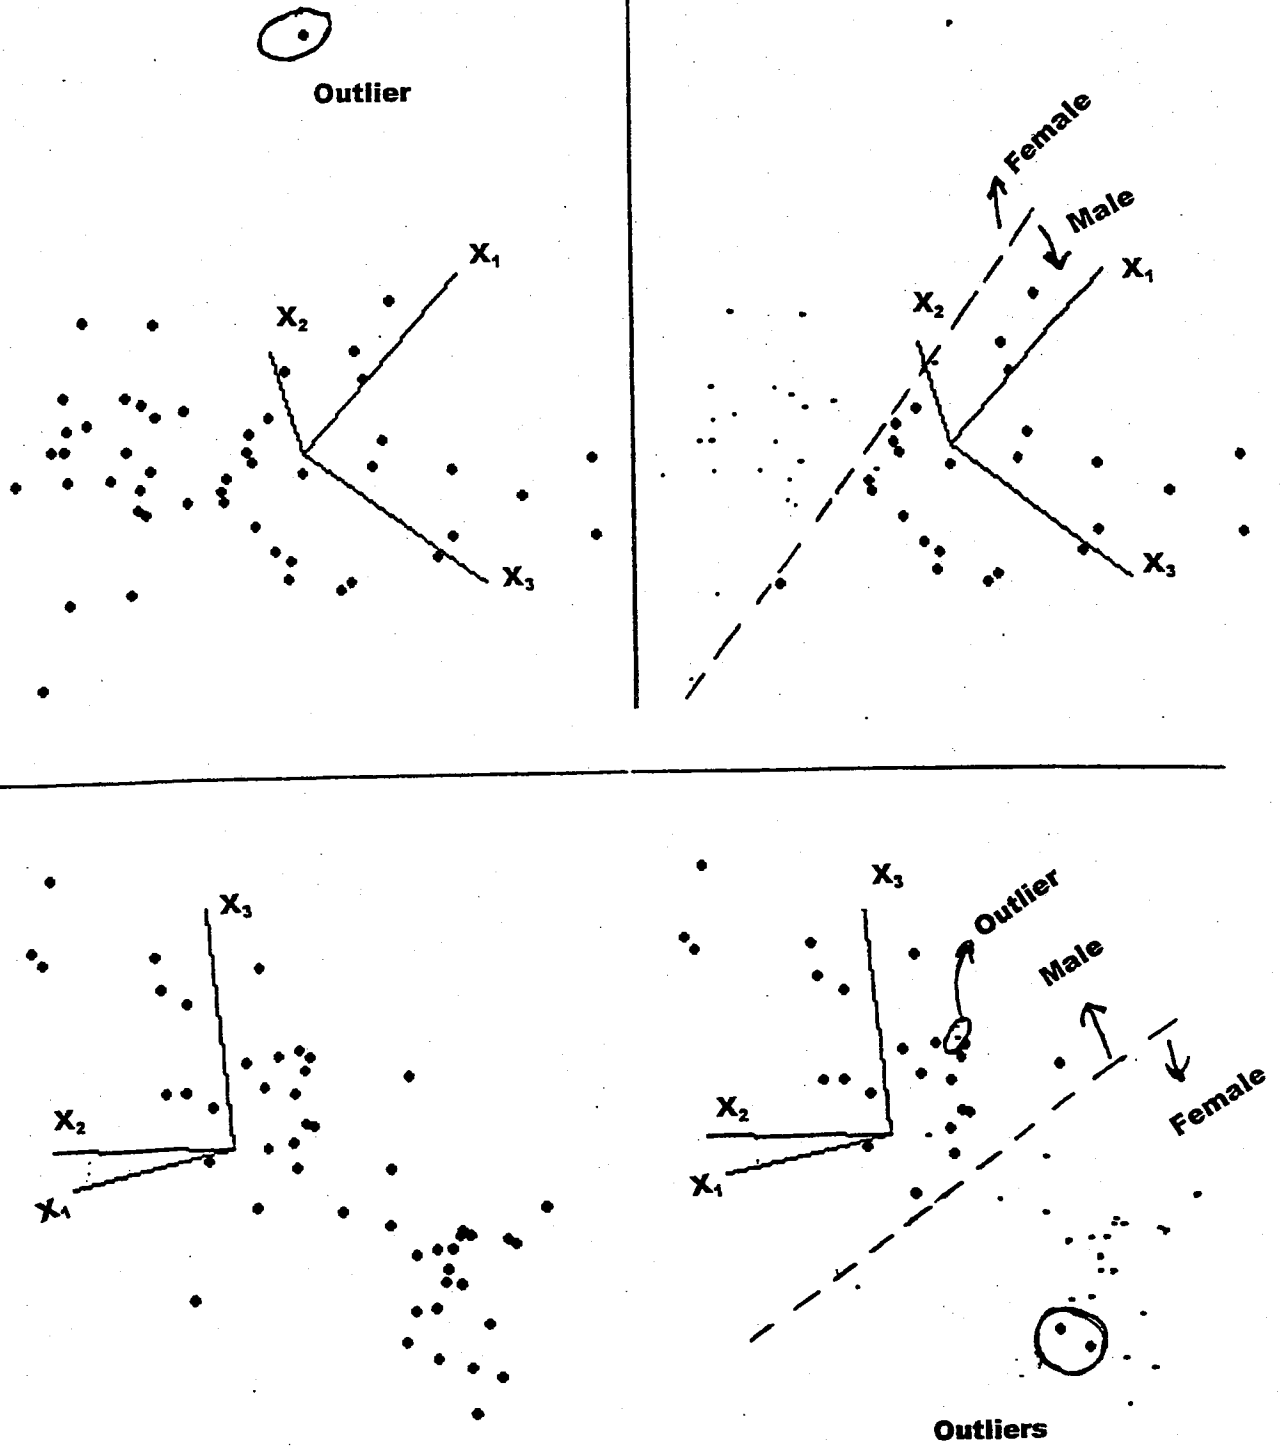 Outlier
X₁
X₂
X₃
Female
Male
X₁
X₂
X₃
X₃
X₂
X₁
X₃
Outlier
Male
X₂
X₁
Female
Outliers